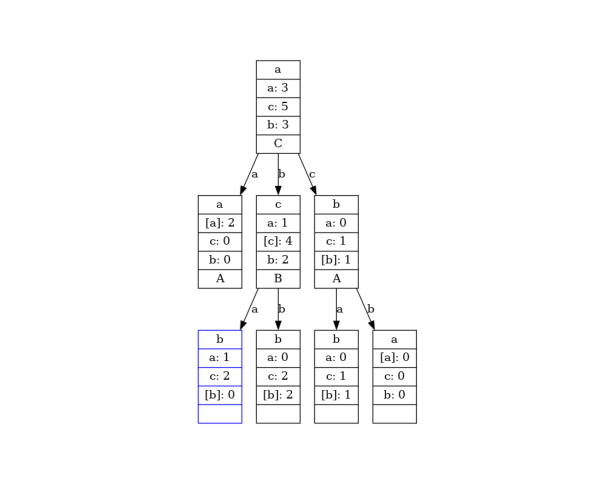 a
a: 3
c: 5
b: 3
C
a
b
c
a
[a]: 2
c: 0
b: 0
A
c
a: 1
[c]: 4
b: 2
B
b
a: 0
c: 1
[b]: 1
A
a
b
a
b
b
a: 1
c: 2
[b]: 0
b
a: 0
c: 2
[b]: 2
b
a: 0
c: 1
[b]: 1
a
[a]: 0
c: 0
b: 0